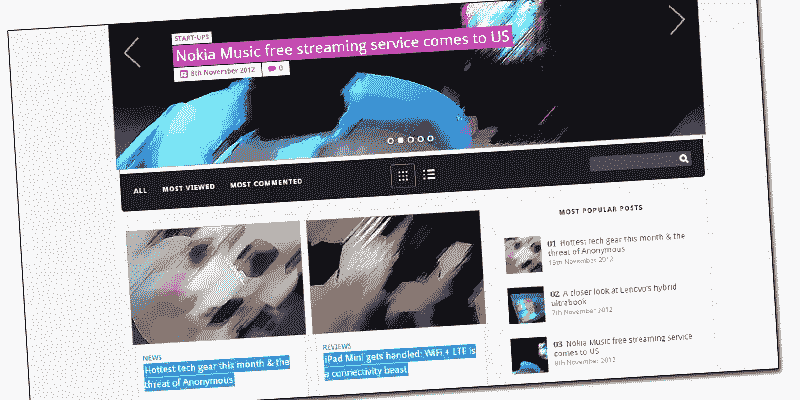 START-UPS
Nokia Music free streaming service comes to US
8th November 2012 0
ALL MOST VIEWED MOST COMMENTED
MOST POPULAR POSTS
01 Hottest tech gear this month & the
threat of Anonymous
15th November 2012
02 A closer look at Lenovo's hybrid
ultrabook
7th November 2012
03 Nokia Music free streaming service
comes to US
8th November 2012
NEWS
Hottest tech gear this month & the
threat of Anonymous
REVIEWS
iPad Mini gets handled: WiFi + LTE is
a connectivity beast